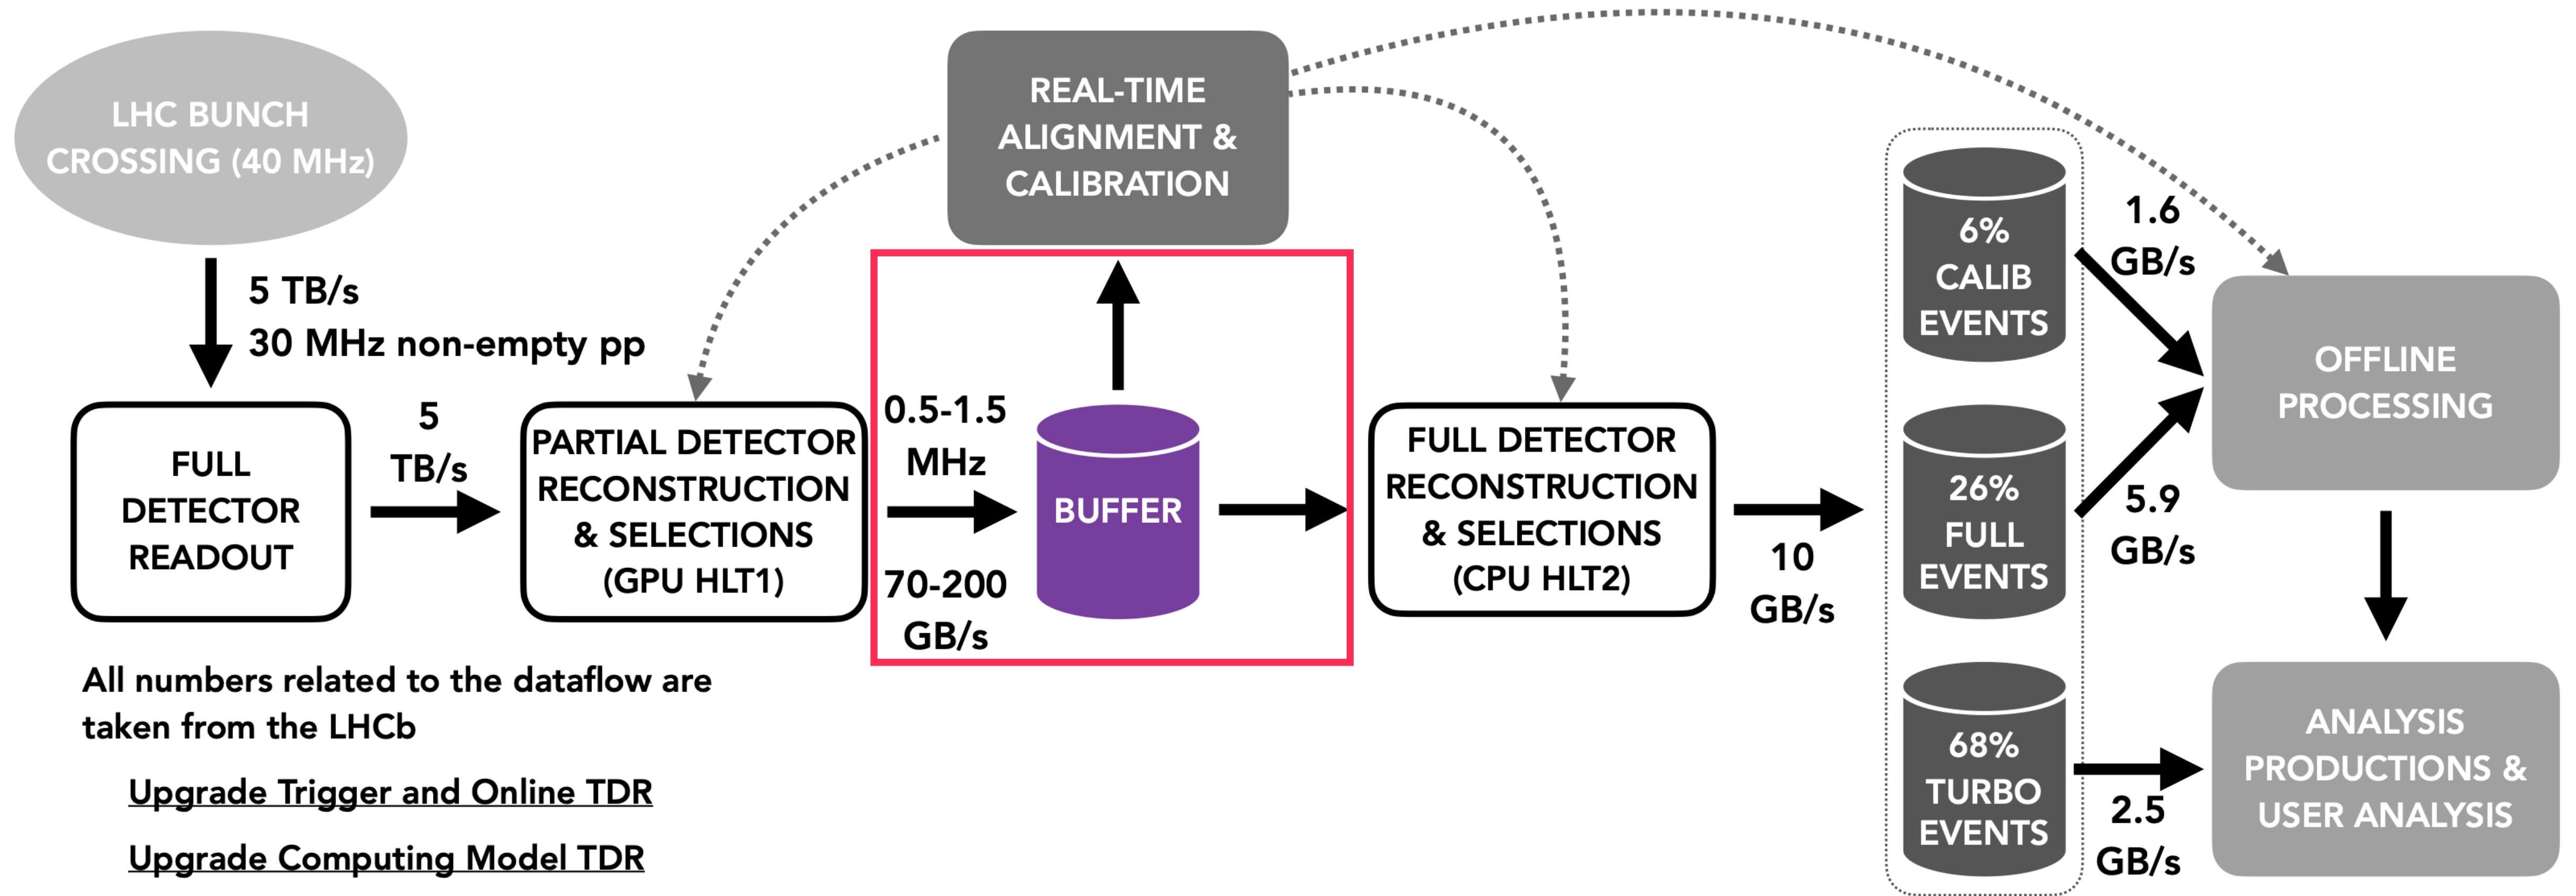 LHC BUNCH
CROSSING (40 MHz)
5 TB/s
30 MHz non-empty pp
FULL
DETECTOR
READOUT
5
TB/s
PARTIAL DETECTOR
RECONSTRUCTION
& SELECTIONS
(GPU HLT1)
0.5-1.5
MHz
70-200
GB/s
REAL-TIME
ALIGNMENT &
CALIBRATION
BUFFER
FULL DETECTOR
RECONSTRUCTION
& SELECTIONS
(CPU HLT2)
10
GB/s
6%
CALIB
EVENTS
1.6
GB/s
26%
FULL
EVENTS
5.9
GB/s
68%
TURBO
EVENTS
2.5
GB/s
OFFLINE
PROCESSING
ANALYSIS
PRODUCTIONS &
USER ANALYSIS
All numbers related to the dataflow are
taken from the LHCb
Upgrade Trigger and Online TDR
Upgrade Computing Model TDR